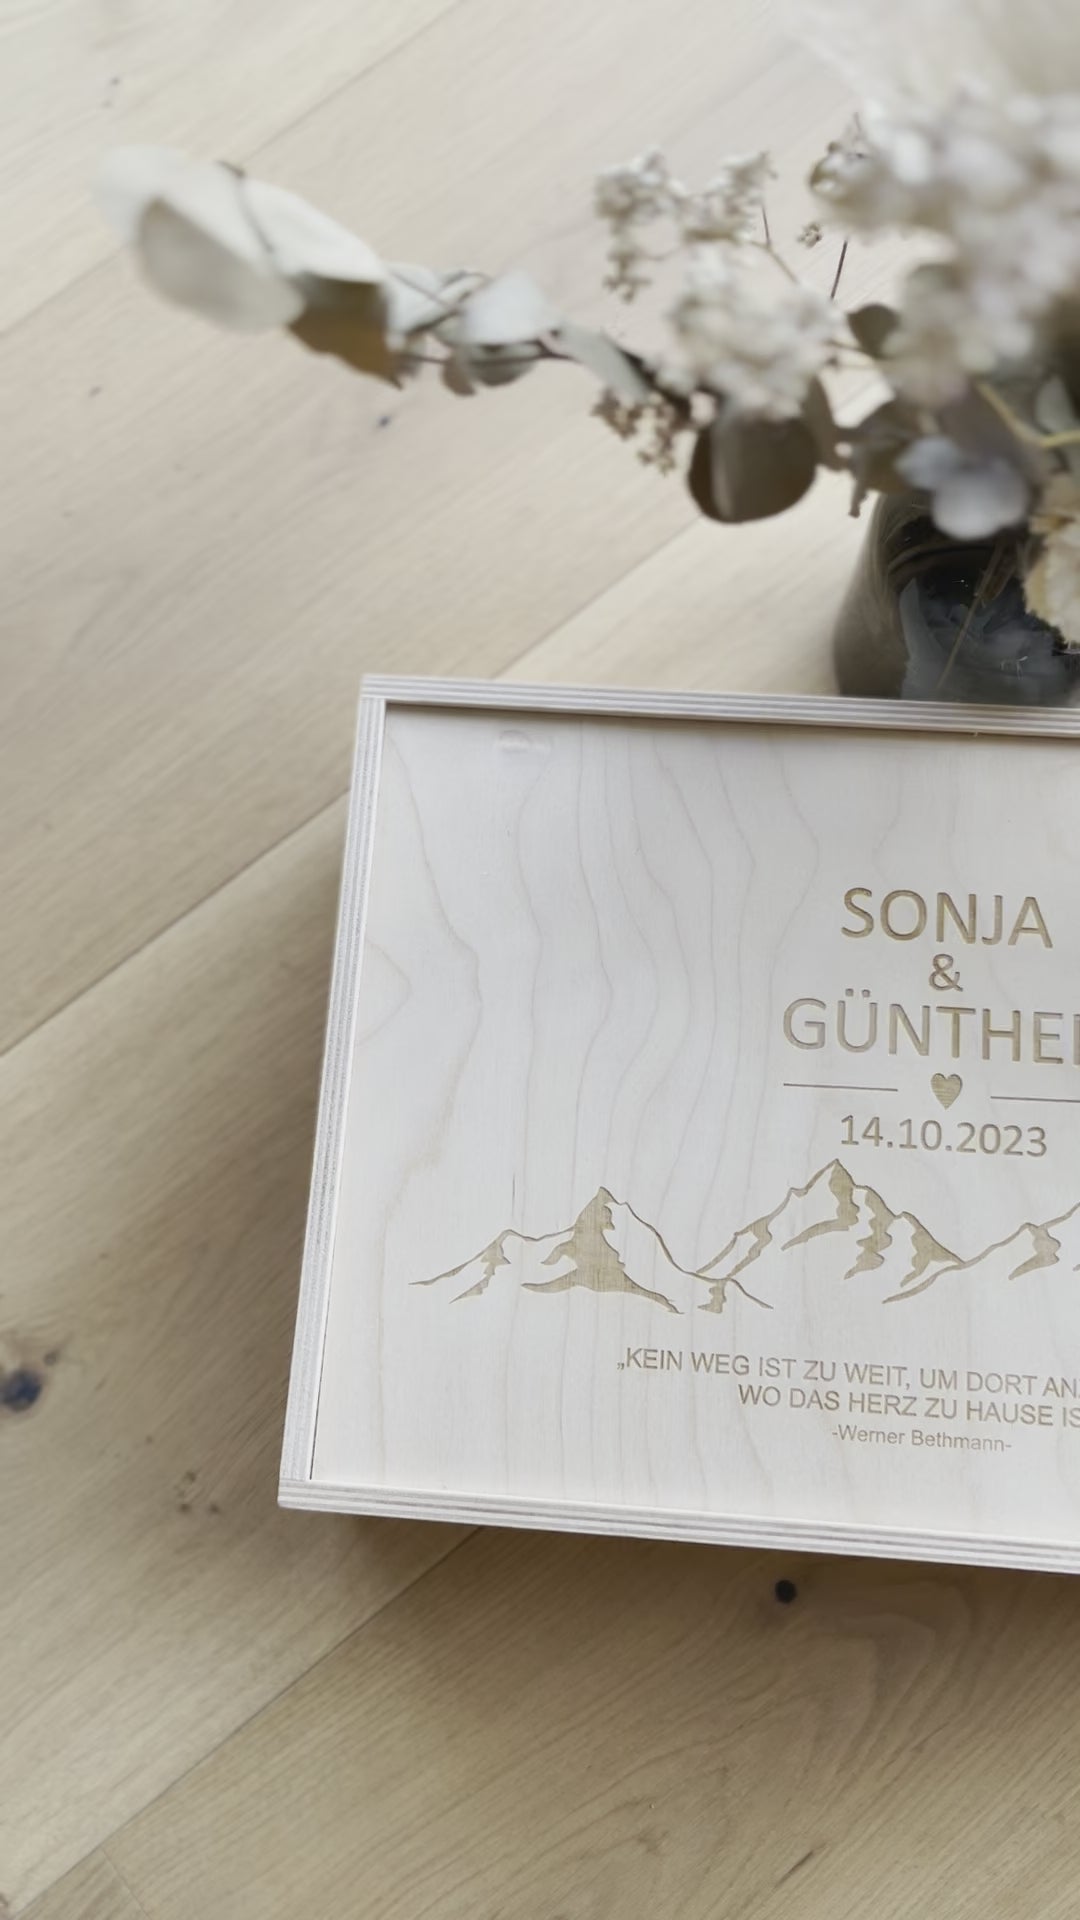 SONJA
&
GÜNTHE
14.10.2023
„KEIN WEG IST ZU WEIT, UM DORT AN
WO DAS HERZ ZU HAUSE IS
-Werner Bethmann-